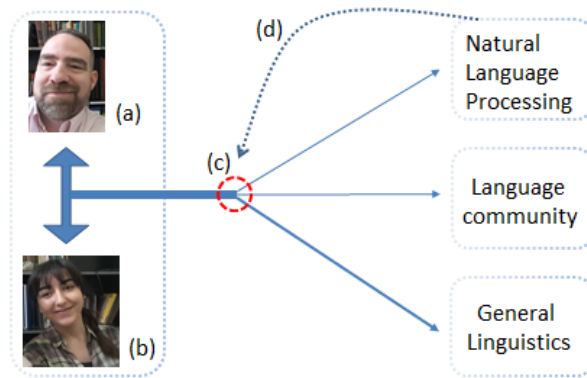 (d)
Natural
Language
Processing
(a)
(c)
Language
community
General
Linguistics
(b)